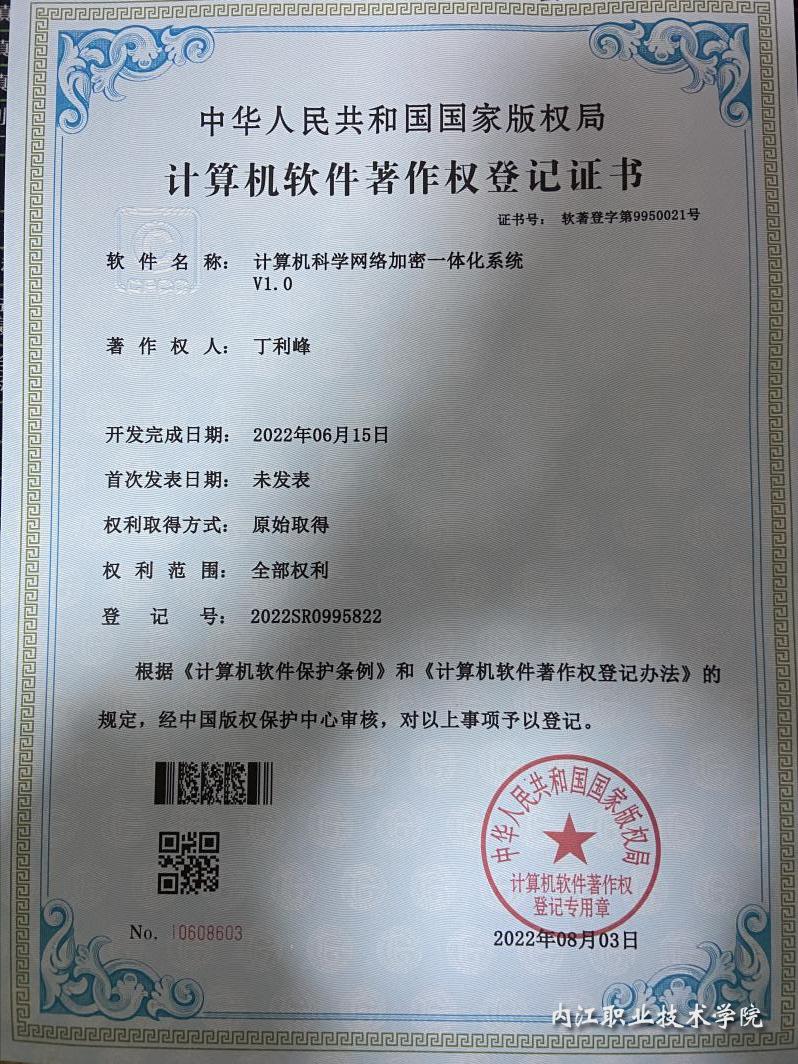 中华人民共和国国家版权局
计算机软件著作权登记证书
证书号： 软著登字第9950021号
软件名称： 计算机科学网络加密一体化系统
V1.0
著作权人： 丁利峰
开发完成日期： 2022年06月15日
首次发表日期： 未发表
权利取得方式： 原始取得
权利范围： 全部权利
登记号： 2022SR0995822
根据《计算机软件保护条例》和《计算机软件著作权登记办法》的
规定，经中国版权保护中心审核，对以上事项予以登记。
中华人民共和国国家版权局
计算机软件著作权
登记专用章
No. 10608603
2022年08月03日
内江职业技术学院